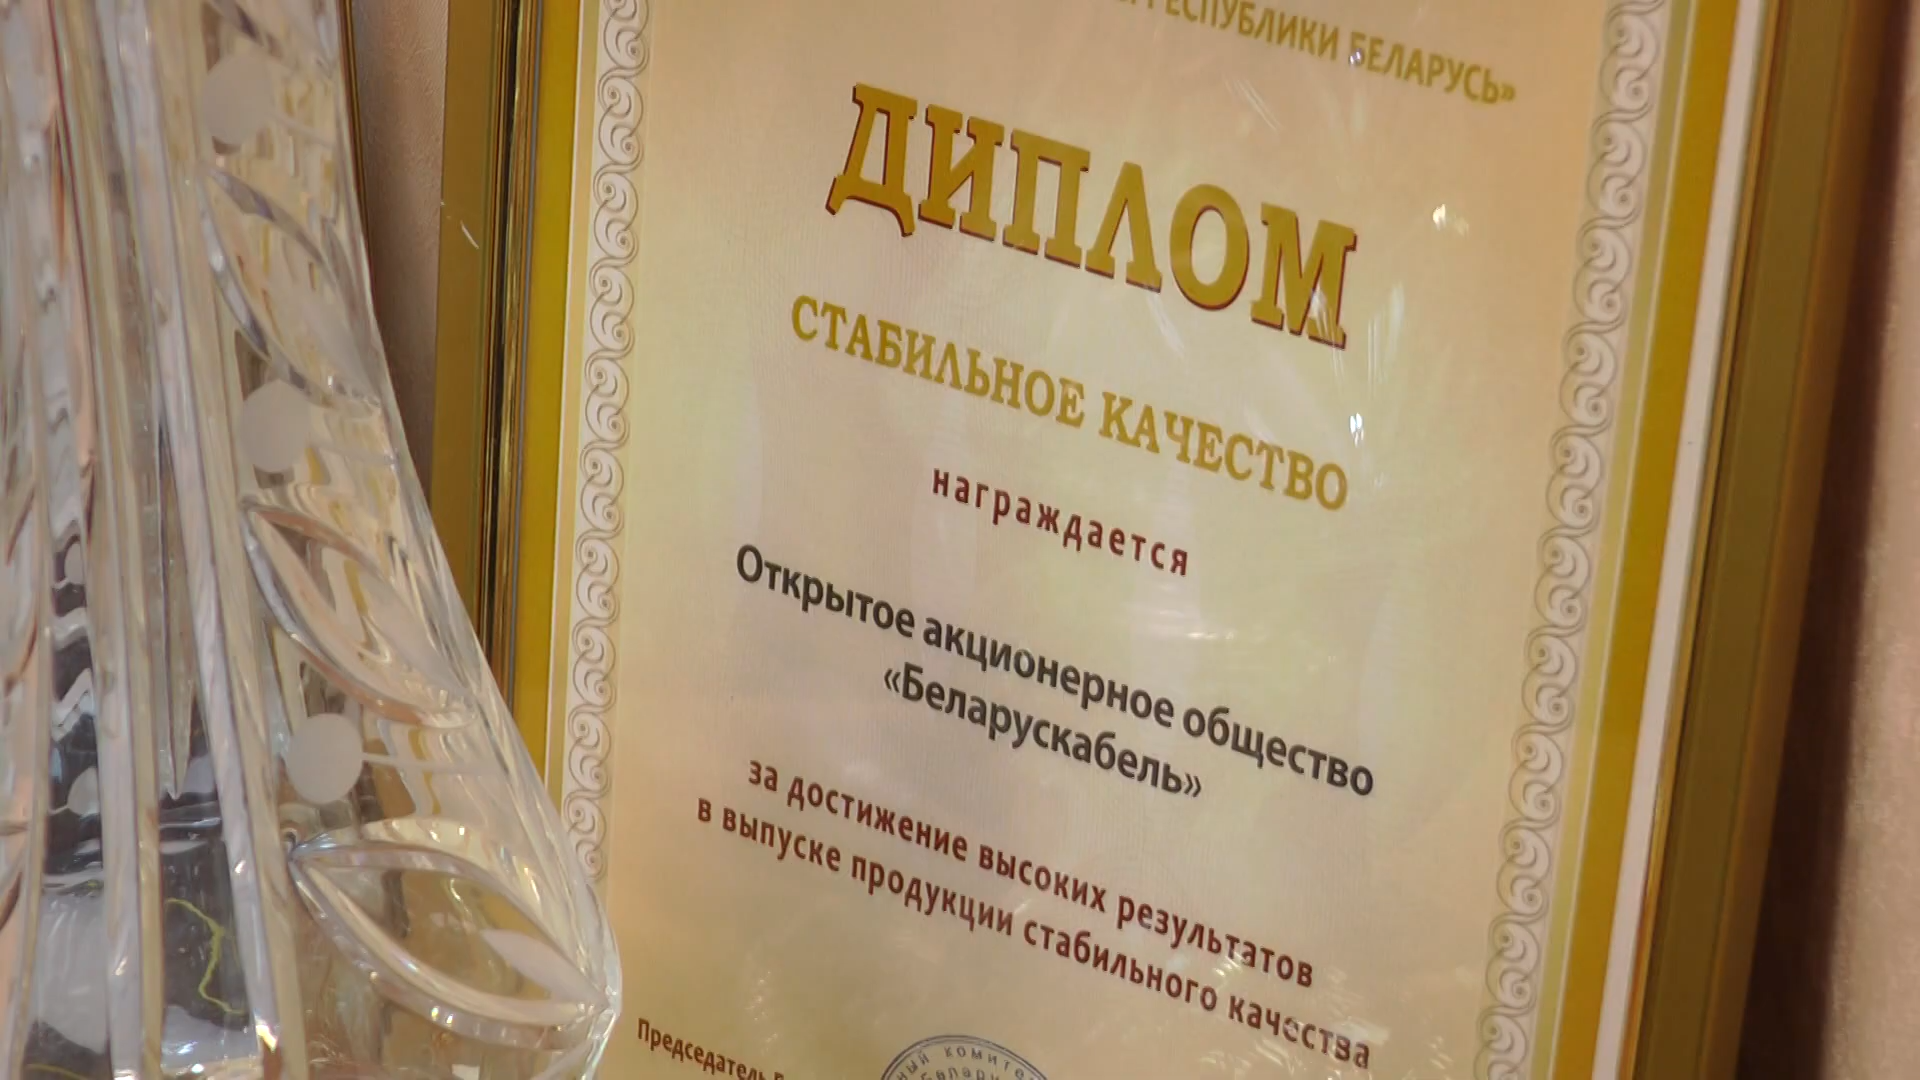 РЕСПУБЛИКИ БЕЛАРУСЬ»
ДИПЛОМ
СТАБИЛЬНОЕ КАЧЕСТВО
награждается
Открытое акционерное общество
«Беларускабель»
за достижение высоких результатов
в выпуске продукции стабильного качества
Председатель